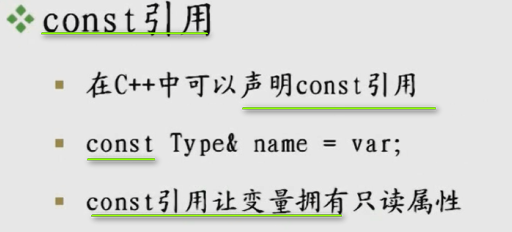 const引用
在C++中可以声明const引用
const Type& name = var;
const引用让变量拥有只读属性